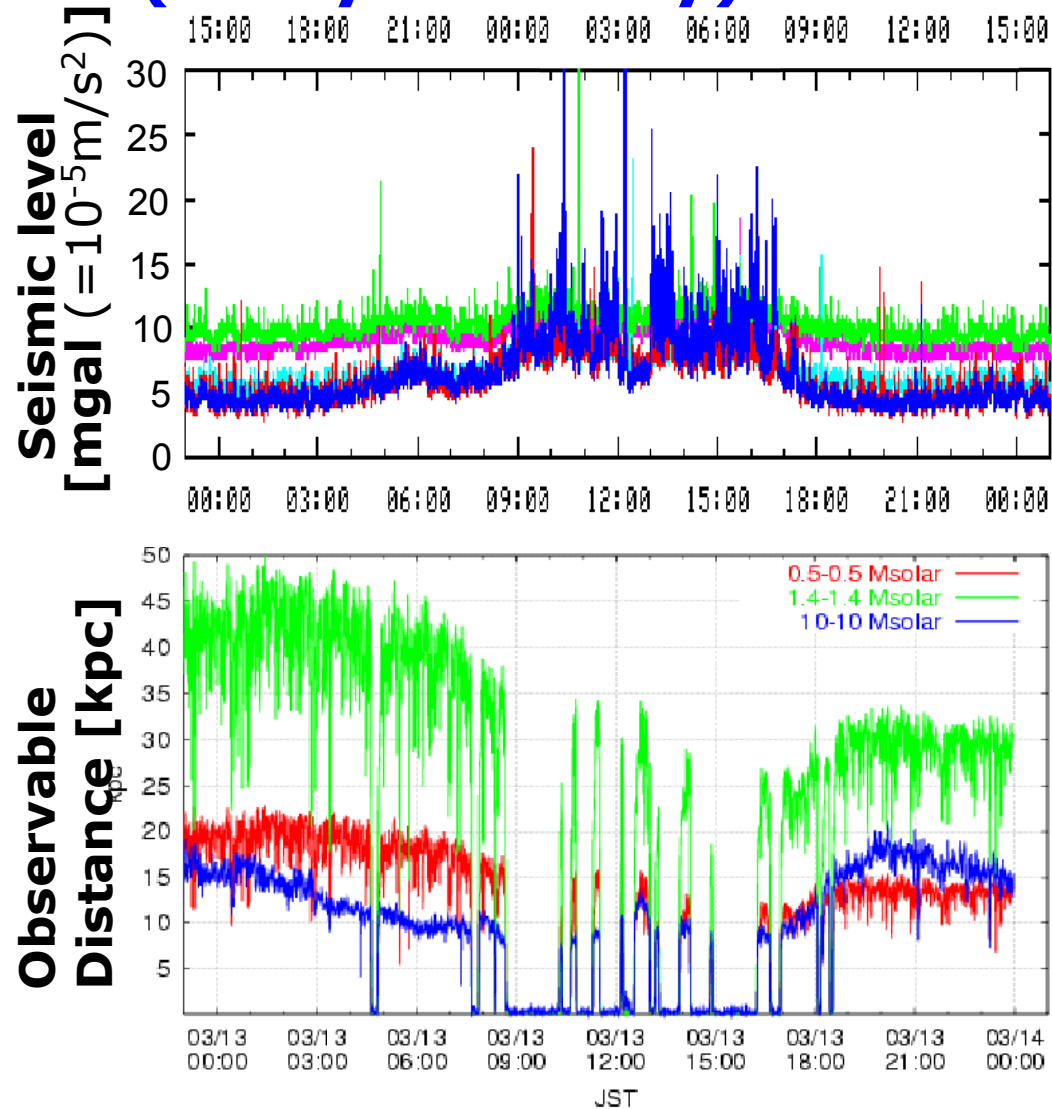 15:00 18:00 21:00 00:00 03:00 06:00 09:00 12:00 15:00
Seismic level
[mgal (=10⁻⁵m/s²)]
30
25
20
15
10
5
0
00:00 03:00 06:00 09:00 12:00 15:00 18:00 21:00 00:00
Observable
Distance [kpc]
kpc
50
45
40
35
30
25
20
15
10
5
0.5-0.5 Msolar
1.4-1.4 Msolar
10-10 Msolar
03/13 03/13 03/13 03/13 03/13 03/13 03/13 03/13 03/14
00:00 03:00 06:00 09:00 12:00 15:00 18:00 21:00 00:00
JST